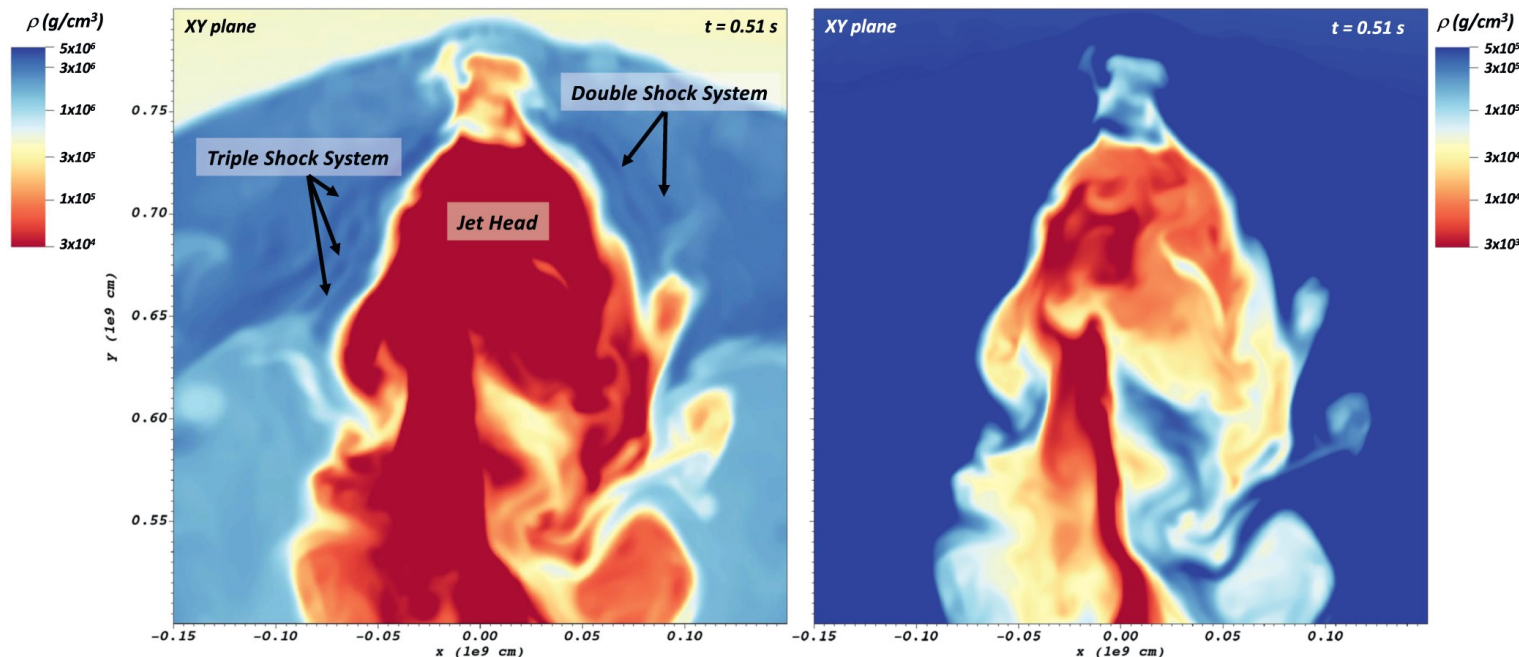 ρ (g/cm³)
5x10⁶
3x10⁶
1x10⁶
3x10⁵
1x10⁵
3x10⁴
XY plane
t = 0.51 s
Double Shock System
Triple Shock System
Jet Head
0.75
0.70
0.65
0.60
0.55
y (1e9 cm)
-0.15
-0.10
-0.05
0.00
0.05
0.10
x (1e9 cm)
XY plane
t = 0.51 s
-0.15
-0.10
-0.05
0.00
0.05
0.10
x (1e9 cm)
ρ (g/cm³)
5x10⁵
3x10⁵
1x10⁵
3x10⁴
1x10⁴
3x10³